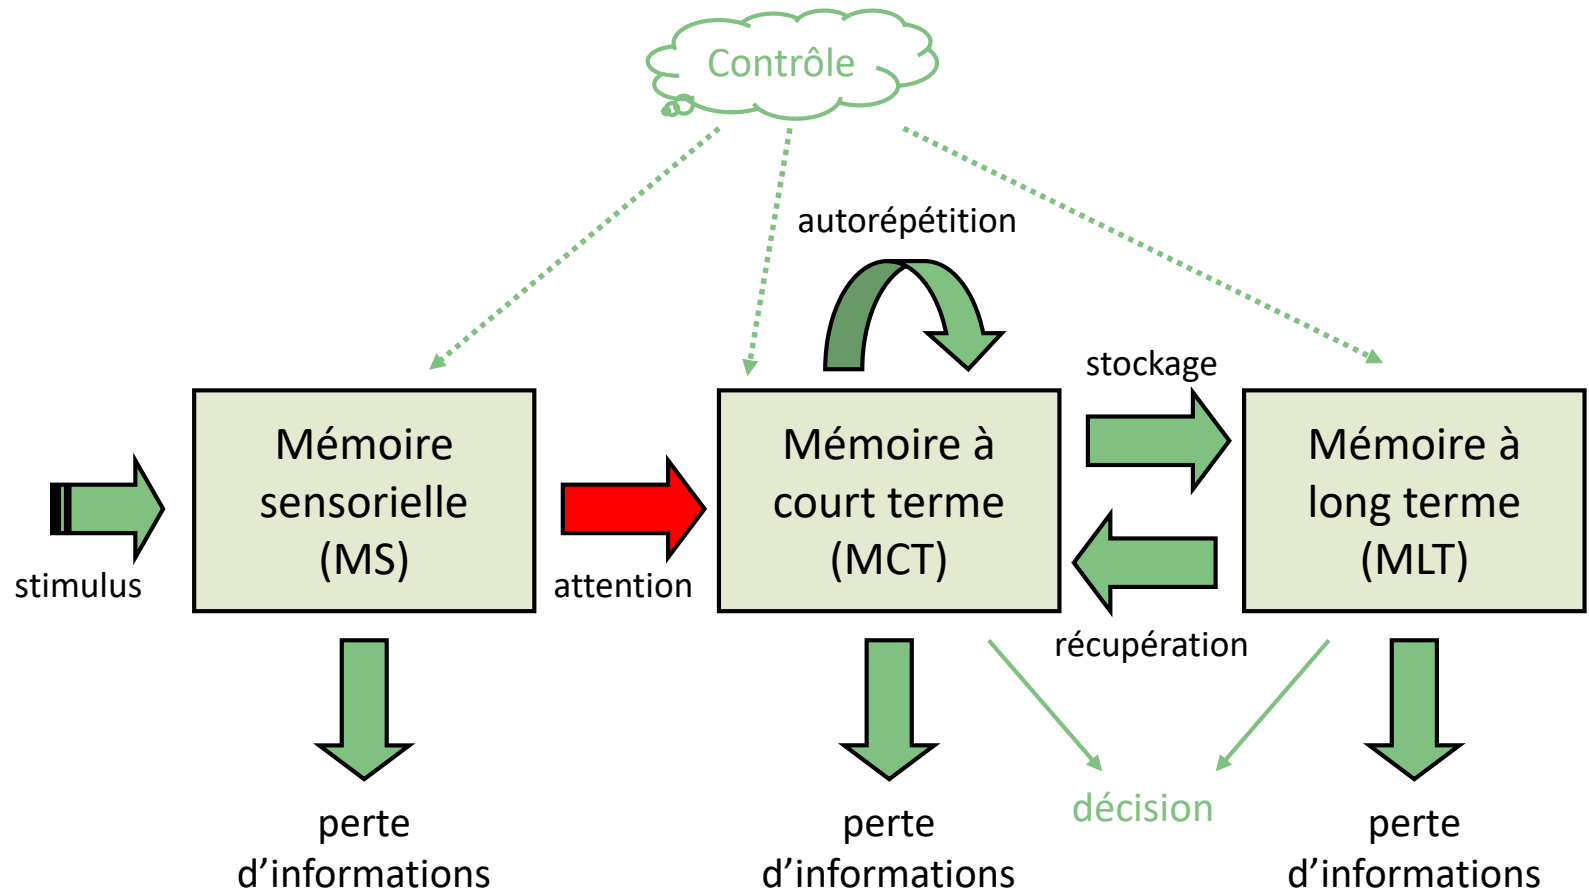 Contrôle
autorépétition
stockage
Mémoire
sensorielle
(MS)
Mémoire à
court terme
(MCT)
Mémoire à
long terme
(MLT)
stimulus
attention
récupération
décision
perte
d’informations
perte
d’informations
perte
d’informations